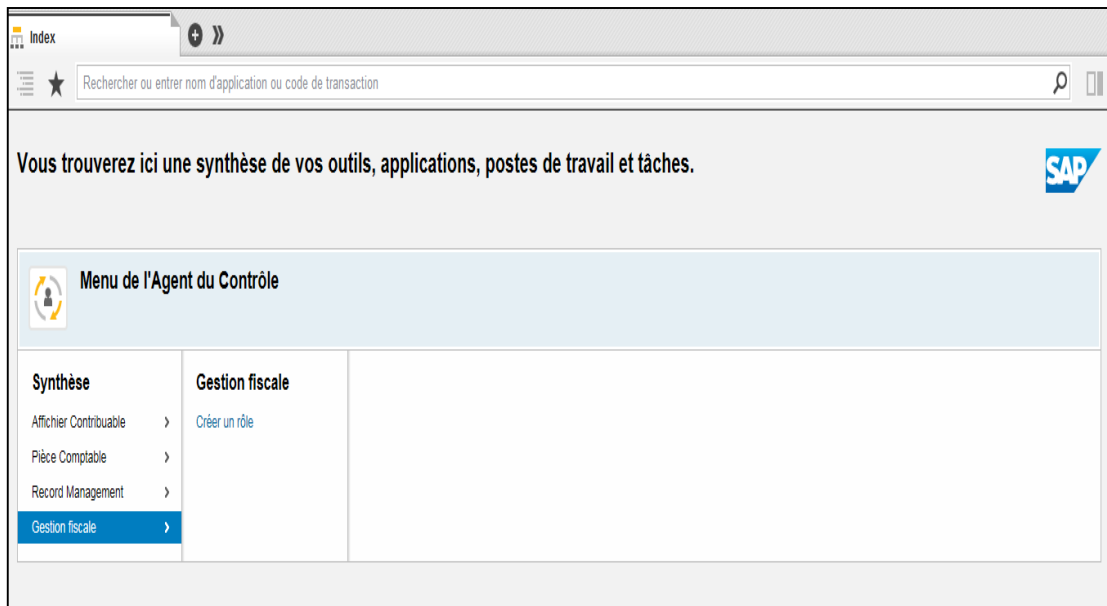 Index
Rechercher ou entrer nom d'application ou code de transaction
Vous trouverez ici une synthèse de vos outils, applications, postes de travail et tâches.
SAP
Menu de l'Agent du Contrôle
Synthèse
Affichier Contribuable
Pièce Comptable
Record Management
Gestion fiscale
Gestion fiscale
Créer un rôle